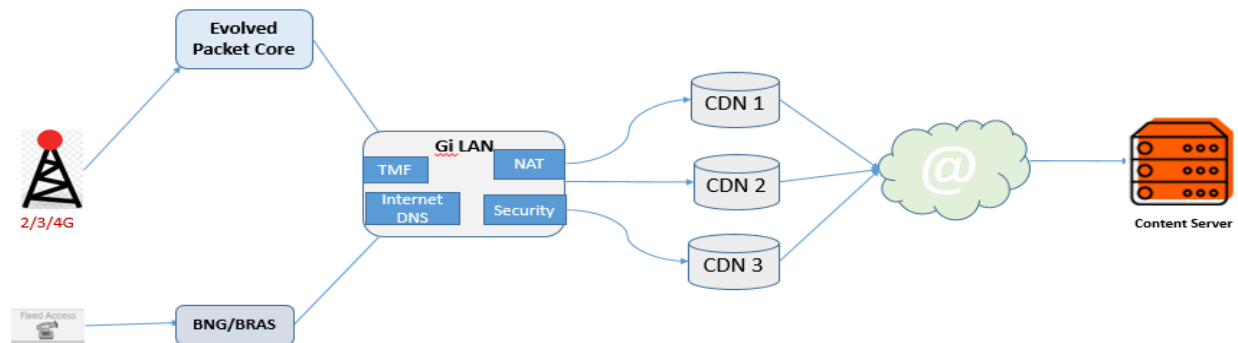 Evolved
Packet Core
2/3/4G
Fixed Access
BNG/BRAS
Gi LAN
TMF
NAT
Internet
DNS
Security
CDN 1
CDN 2
CDN 3
@
Content Server